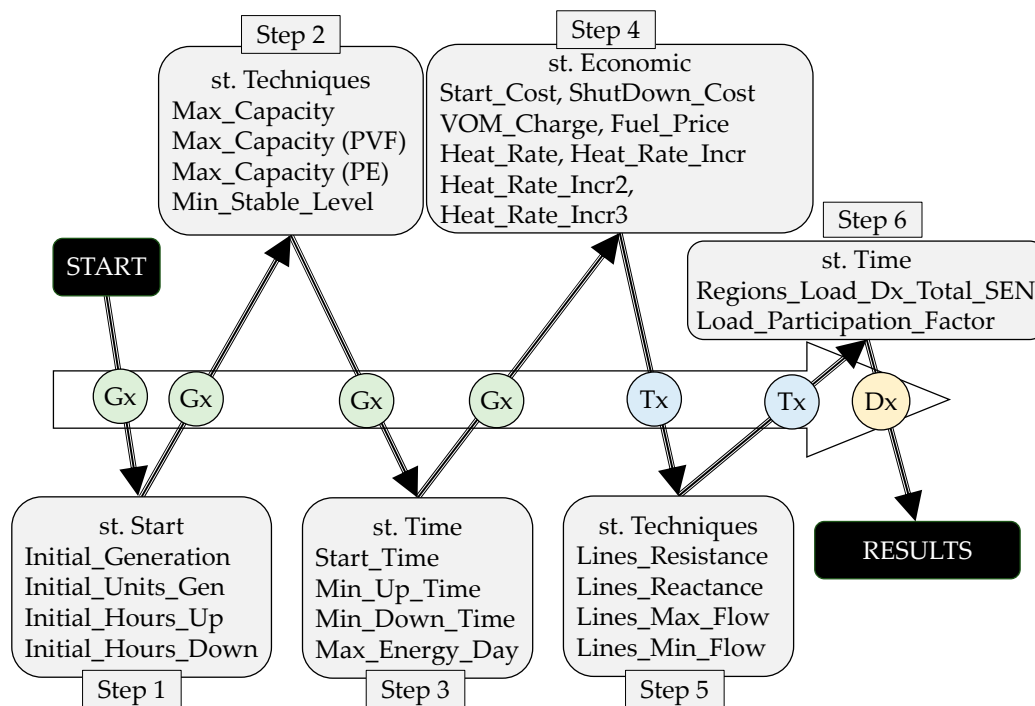 START
Step 1
st. Start
Initial_Generation
Initial_Units_Gen
Initial_Hours_Up
Initial_Hours_Down
Step 2
st. Techniques
Max_Capacity
Max_Capacity (PVF)
Max_Capacity (PE)
Min_Stable_Level
Step 3
st. Time
Start_Time
Min_Up_Time
Min_Down_Time
Max_Energy_Day
Step 4
st. Economic
Start_Cost, ShutDown_Cost
VOM_Charge, Fuel_Price
Heat_Rate, Heat_Rate_Incr
Heat_Rate_Incr2,
Heat_Rate_Incr3
Step 5
st. Techniques
Lines_Resistance
Lines_Reactance
Lines_Max_Flow
Lines_Min_Flow
Step 6
st. Time
Regions_Load_Dx_Total_SEN
Load_Participation_Factor
Gx
Gx
Gx
Gx
Tx
Tx
Dx
RESULTS